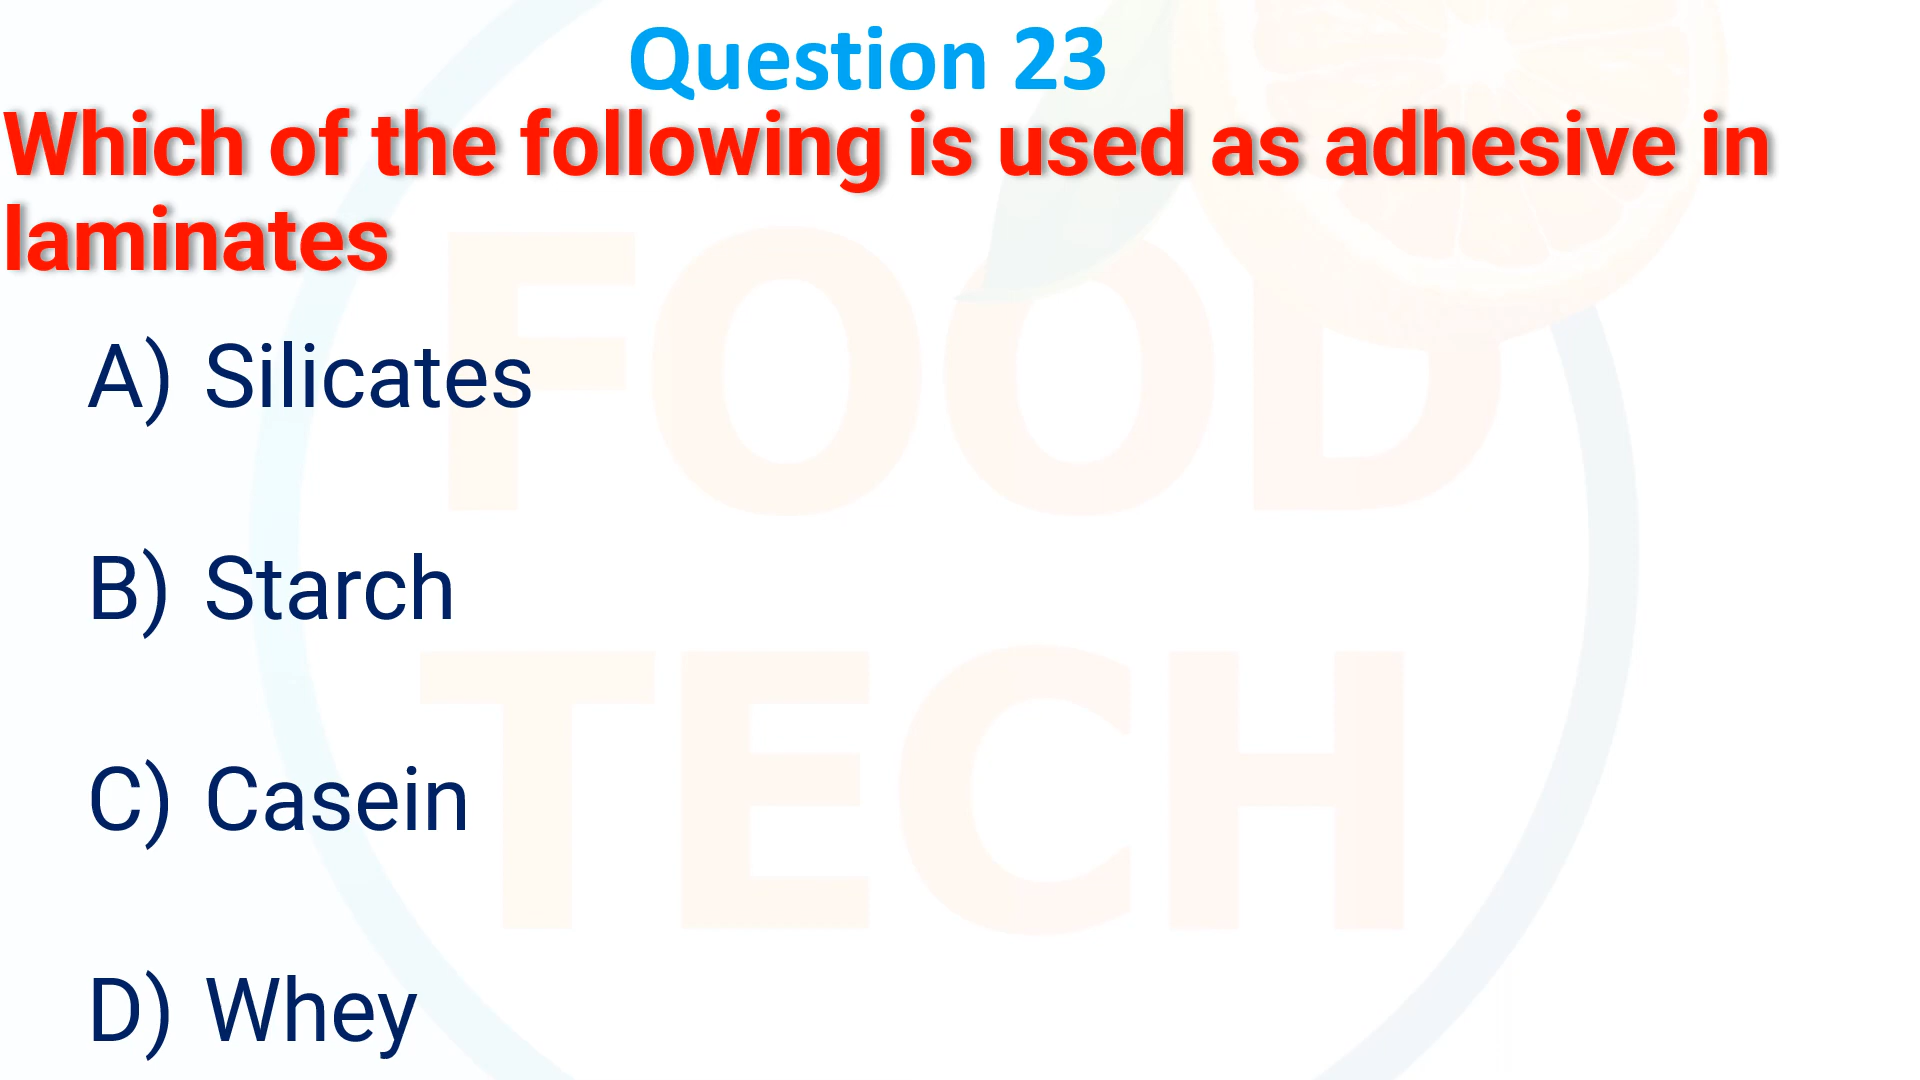 Question 23
Which of the following is used as adhesive in
laminates
A) Silicates
B) Starch
C) Casein
D) Whey
FOOD
TECH